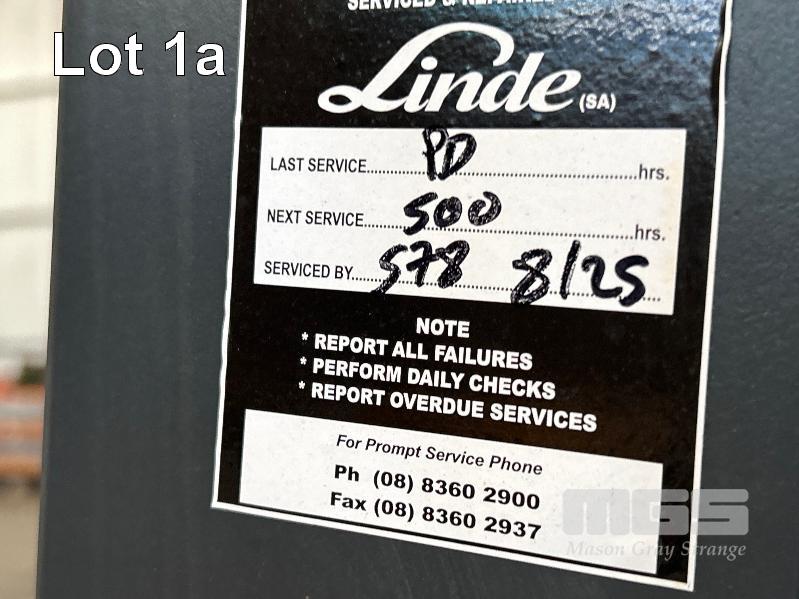 Lot 1a
SERVICED & REPAIRED
Linde (SA)
LAST SERVICE PD hrs.
NEXT SERVICE 500 hrs.
SERVICED BY 578 8/25
NOTE
* REPORT ALL FAILURES
* PERFORM DAILY CHECKS
* REPORT OVERDUE SERVICES
For Prompt Service Phone
Ph (08) 8360 2900
Fax (08) 8360 2937
MGS
Mason Gray Strange